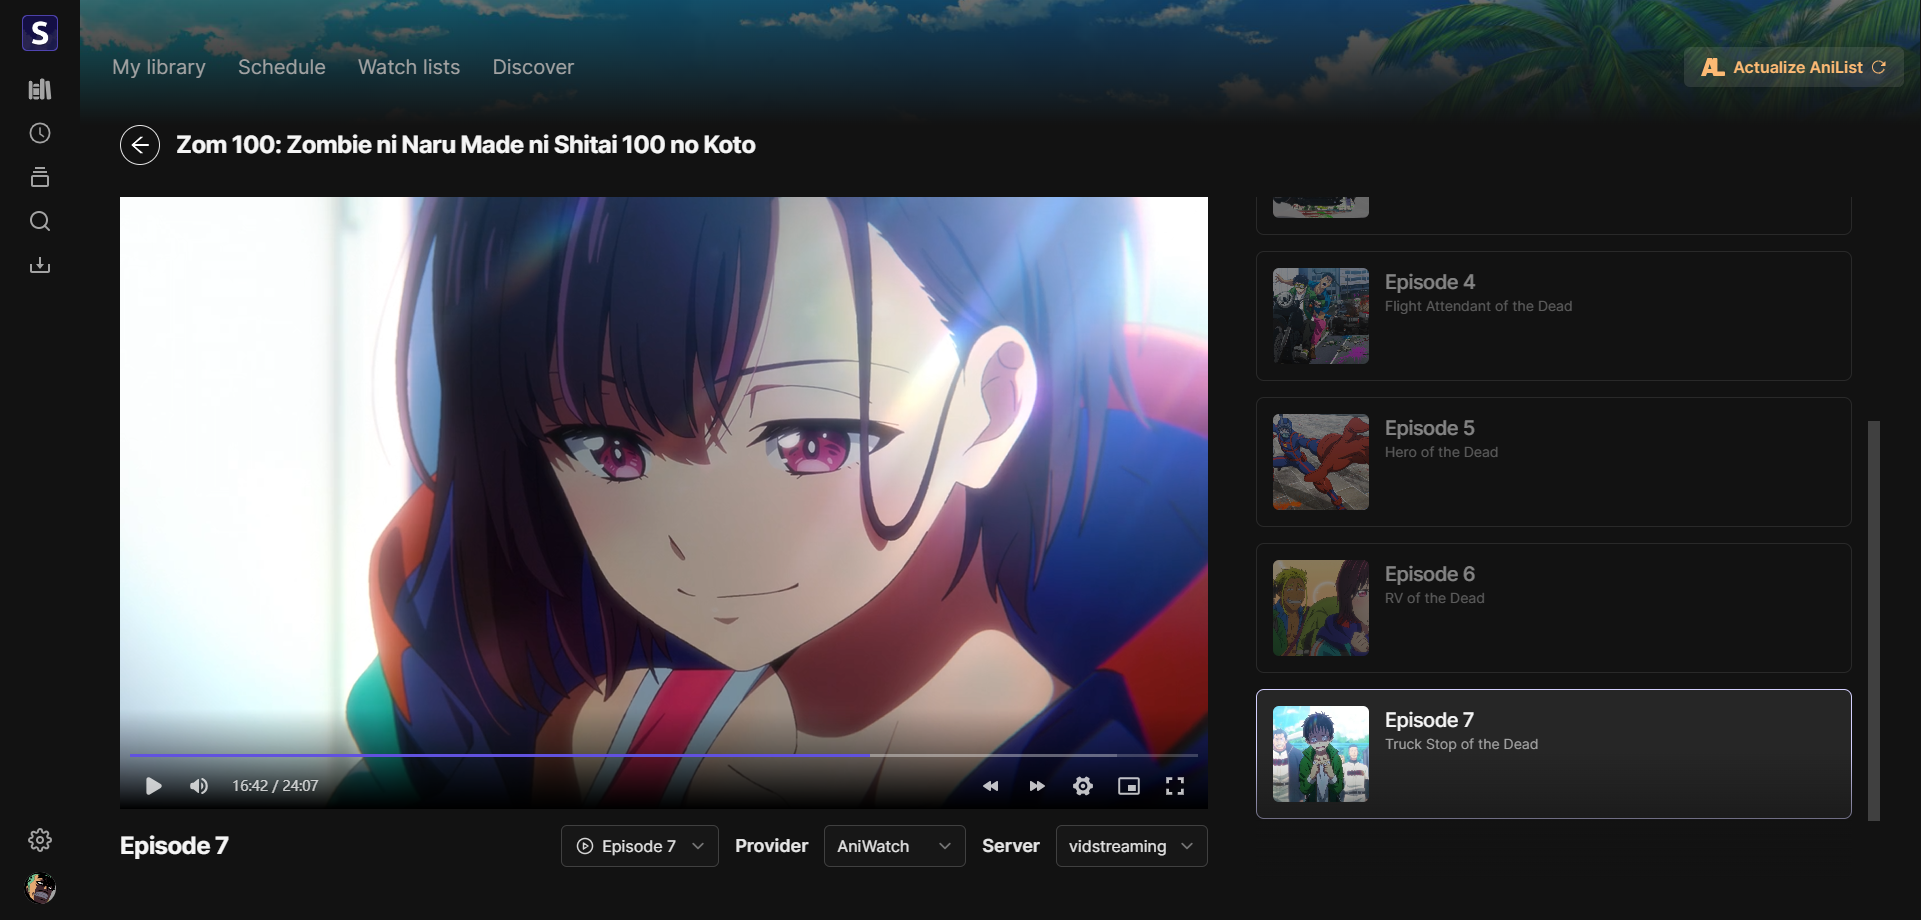 S
My library
Schedule
Watch lists
Discover
AL Actualize AniList
Zom 100: Zombie ni Naru Made ni Shitai 100 no Koto
Episode 4
Flight Attendant of the Dead
Episode 5
Hero of the Dead
Episode 6
RV of the Dead
Episode 7
Truck Stop of the Dead
16:42 / 24:07
Episode 7
Episode 7
Provider
AniWatch
Server
vidstreaming